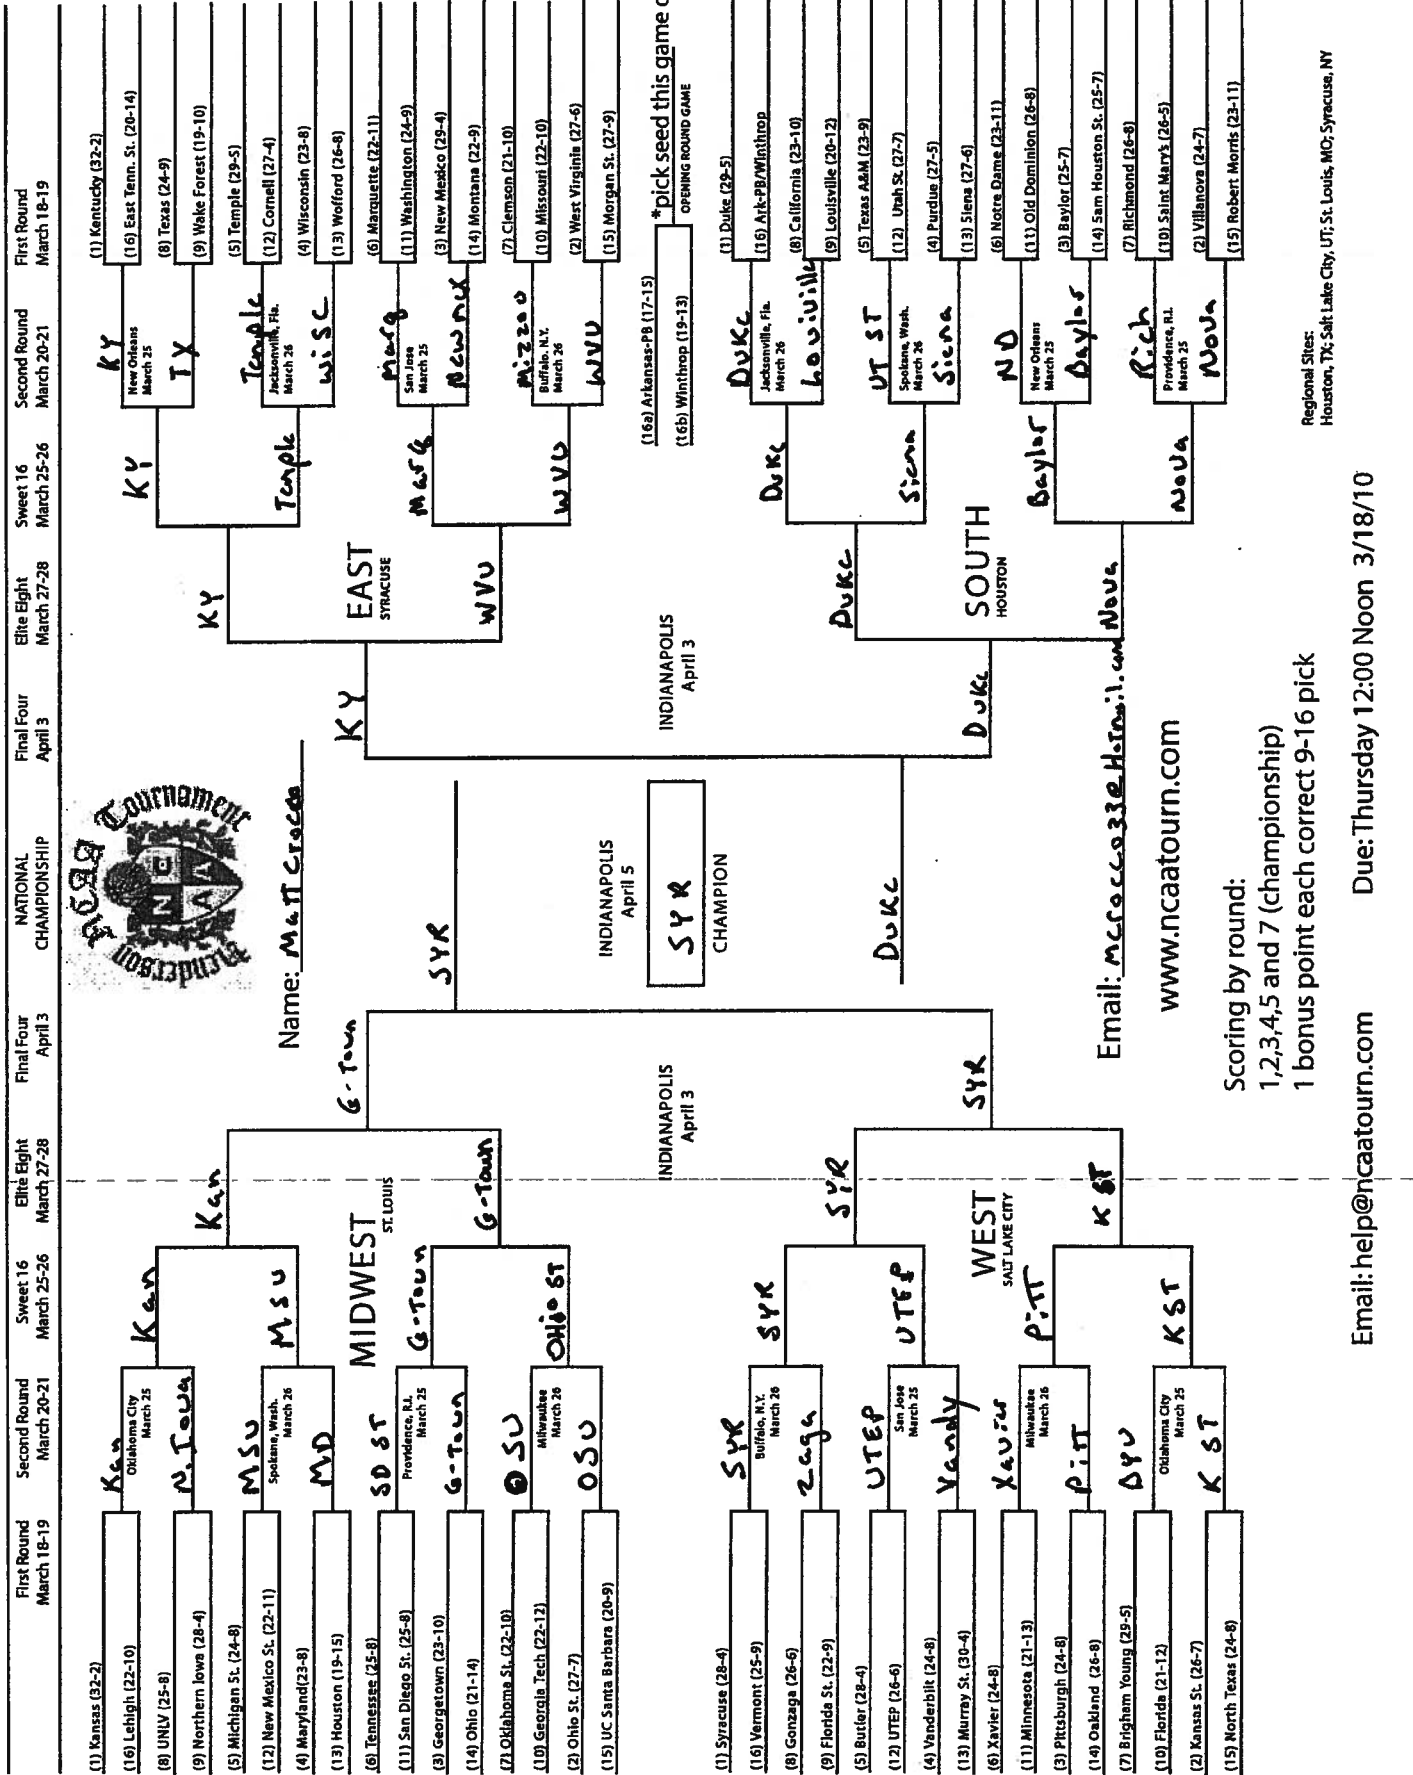 First Round
March 18-19
Second Round
March 20-21
Sweet 16
March 25-26
Elite Eight
March 27-28
Final Four
April 3
NATIONAL
CHAMPIONSHIP
Final Four
April 3
Elite Eight
March 27-28
Sweet 16
March 25-26
Second Round
March 20-21
First Round
March 18-19
(1) Kansas (32-2)
(16) Lehigh (22-10)
(8) UNLV (25-8)
(9) Northern Iowa (28-4)
(5) Michigan St. (24-8)
(12) New Mexico St. (22-11)
(4) Maryland(23-8)
(13) Houston (19-15)
(6) Tennessee (25-8)
(11) San Diego St. (25-8)
(3) Georgetown (23-10)
(14) Ohio (21-14)
(7) Oklahoma St. (22-10)
(10) Georgia Tech (22-12)
(2) Ohio St. (27-7)
(15) UC Santa Barbara (20-9)
Kan
Oklahoma City
March 25
N. Iowa
MSU
Spokane, Wash.
March 26
MD
SD ST
Providence, R.I.
March 25
G-Town
OSU
Milwaukee
March 26
OSU
Kan
MSU
G-Town
OHio ST
Kan
G-Town
MIDWEST
ST. LOUIS
G-Town
(1) Syracuse (28-4)
(16) Vermont (25-9)
(8) Gonzaga (26-6)
(9) Florida St. (22-9)
(5) Butler (28-4)
(12) UTEP (26-6)
(4) Vanderbilt (24-8)
(13) Murray St. (30-4)
(6) Xavier (24-8)
(11) Minnesota (21-13)
(3) Pittsburgh (24-8)
(14) Oakland (26-8)
(7) Brigham Young (29-5)
(10) Florida (21-12)
(2) Kansas St. (26-7)
(15) North Texas (24-8)
SYR
Buffalo, N.Y.
March 26
Zaga
UTEP
San Jose
March 25
Vandy
Xavier
Milwaukee
March 26
PiTT
BYU
Oklahoma City
March 25
K ST
SYR
UTEP
PiTT
KST
SYR
K ST
WEST
SALT LAKE CITY
SYR
INDIANAPOLIS
April 3
SYR
Henderson NCAA Tournament
N C
V V
Name: Matt Crocco
INDIANAPOLIS
April 5
SYR
CHAMPION
DUKe
INDIANAPOLIS
April 3
KY
DUKe
EAST
SYRACUSE
KY
WVU
KY
Temple
Marq
WVU
KY
New Orleans
March 25
TX
Temple
Jacksonville, Fla.
March 26
WiSC
Marq
San Jose
March 25
New mex
Mizzou
Buffalo, N.Y.
March 26
WVU
(1) Kentucky (32-2)
(16) East Tenn. St. (20-14)
(8) Texas (24-9)
(9) Wake Forest (19-10)
(5) Temple (29-5)
(12) Cornell (27-4)
(4) Wisconsin (23-8)
(13) Wofford (26-8)
(6) Marquette (22-11)
(11) Washington (24-9)
(3) New Mexico (29-4)
(14) Montana (22-9)
(7) Clemson (21-10)
(10) Missouri (22-10)
(2) West Virginia (27-6)
(15) Morgan St. (27-9)
(16a) Arkansas-PB (17-15)
(16b) Winthrop (19-13)
*pick seed this game
OPENING ROUND GAME
SOUTH
HOUSTON
DUKe
Nova
DUKe
Siena
Baylor
Nova
DUKe
Jacksonville, Fla.
March 26
Louiville
UT ST
Spokane, Wash.
March 26
Siena
ND
New Orleans
March 25
Baylor
Rich
Providence, R.I.
March 25
Nova
(1) Duke (29-5)
(16) Ark-PB/Winthrop
(8) California (23-10)
(9) Louisville (20-12)
(5) Texas A&M (23-9)
(12) Utah St (27-7)
(4) Purdue (27-5)
(13) Siena (27-6)
(6) Notre Dame (23-11)
(11) Old Dominion (26-8)
(3) Baylor (25-7)
(14) Sam Houston St. (25-7)
(7) Richmond (26-8)
(10) Saint Mary's (26-5)
(2) Villanova (24-7)
(15) Robert Morris (23-11)
Email: mcrocco33@Hotmail.com
www.ncaatourn.com
Scoring by round:
1,2,3,4,5 and 7 (championship)
1 bonus point each correct 9-16 pick
Regional Sites:
Houston, TX; Salt Lake City, UT; St. Louis, MO; Syracuse, NY
Email: help@ncaatourn.com
Due: Thursday 12:00 Noon 3/18/10